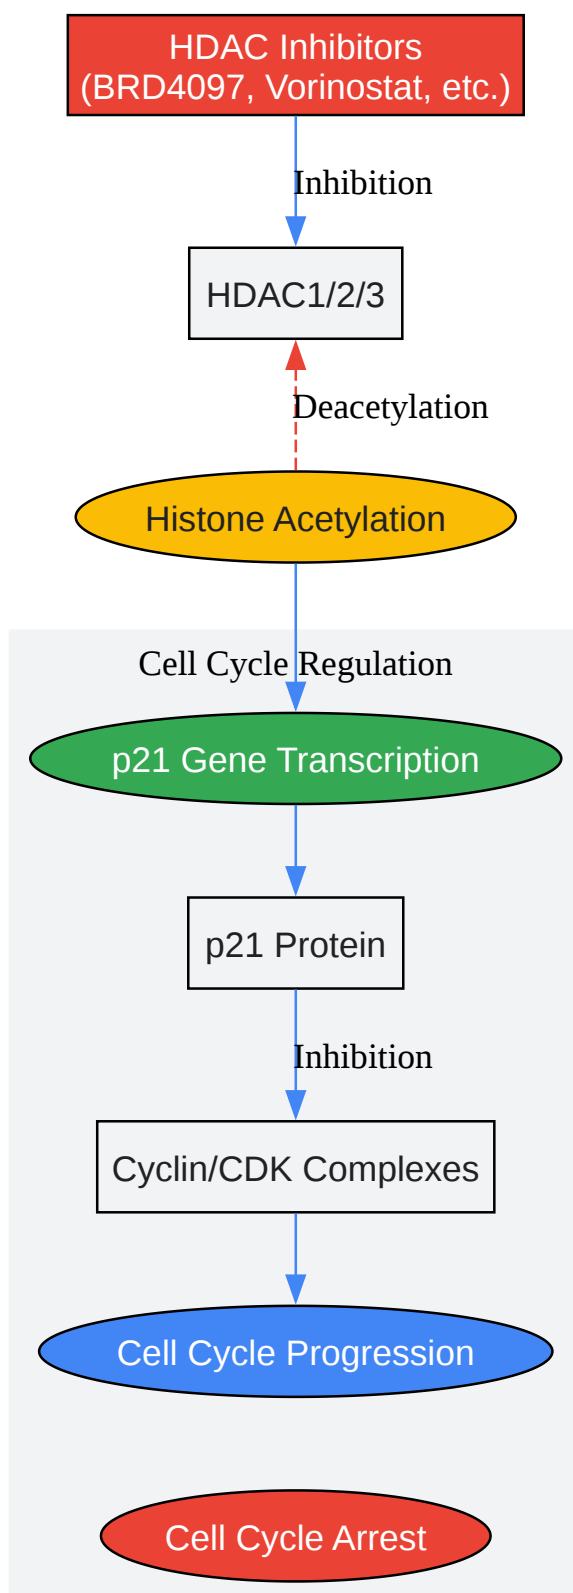 HDAC Inhibitors
(BRD4097, Vorinostat, etc.)
Inhibition
HDAC1/2/3
Deacetylation
Histone Acetylation
Cell Cycle Regulation
p21 Gene Transcription
p21 Protein
Inhibition
Cyclin/CDK Complexes
Cell Cycle Progression
Cell Cycle Arrest